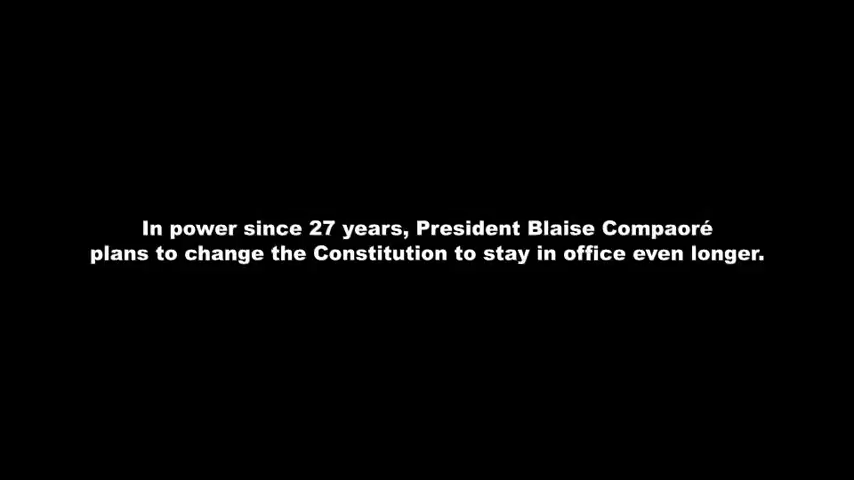 In power since 27 years, President Blaise Compaoré
plans to change the Constitution to stay in office even longer.